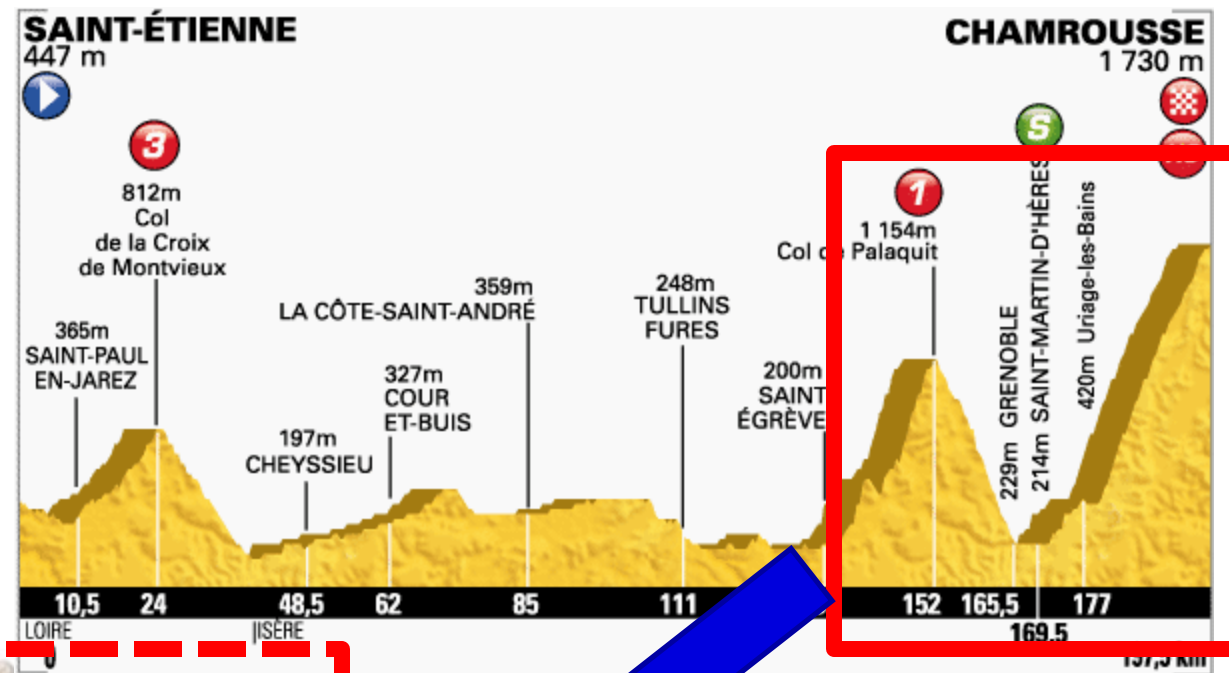 SAINT-ÉTIENNE
447 m
CHAMROUSSE
1 730 m
3
812m
Col
de la Croix
de Montvieux
365m
SAINT-PAUL
EN-JAREZ
197m
CHEYSSIEU
327m
COUR
ET-BUIS
359m
LA CÔTE-SAINT-ANDRÉ
248m
TULLINS
FURES
200m
SAINT
ÉGRÈVE
1
1 154m
Col de Palaquit
229m GRENOBLE
S
214m SAINT-MARTIN-D'HÈRES
420m Uriage-les-Bains
10,5 24 48,5 62 85 111 152 165,5 177
169,5
LOIRE ISÈRE
0
km